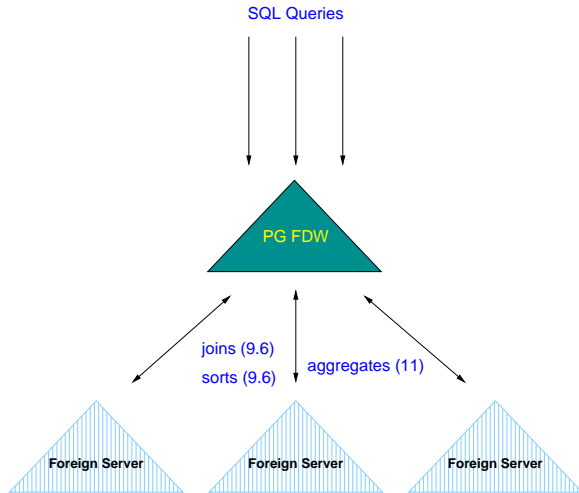 SQL Queries
PG FDW
joins (9.6)
sorts (9.6)
aggregates (11)
Foreign Server
Foreign Server
Foreign Server